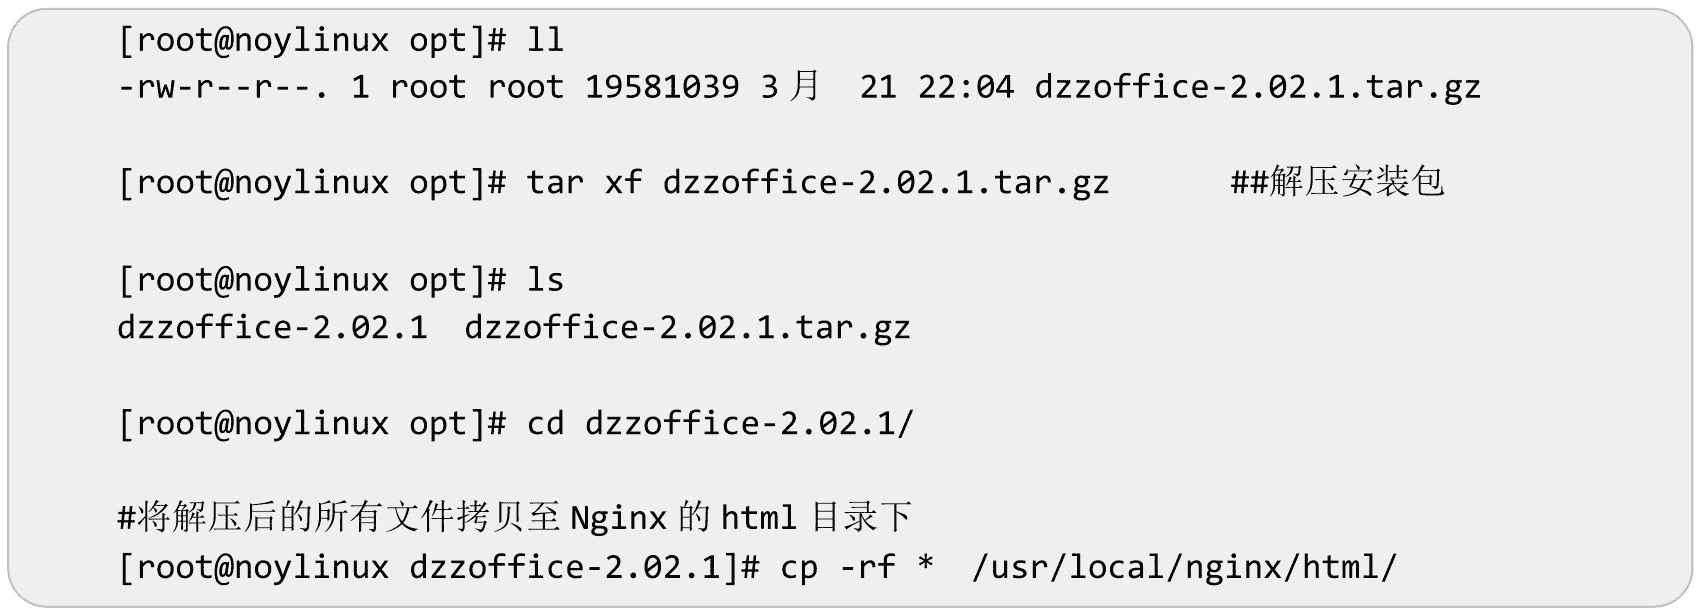 [root@noylinux opt]# ll
-rw-r--r--. 1 root root 19581039 3月  21 22:04 dzzoffice-2.02.1.tar.gz
[root@noylinux opt]# tar xf dzzoffice-2.02.1.tar.gz      ##解压安装包
[root@noylinux opt]# ls
dzzoffice-2.02.1  dzzoffice-2.02.1.tar.gz
[root@noylinux opt]# cd dzzoffice-2.02.1/
#将解压后的所有文件拷贝至 Nginx 的 html 目录下
[root@noylinux dzzoffice-2.02.1]# cp -rf *  /usr/local/nginx/html/